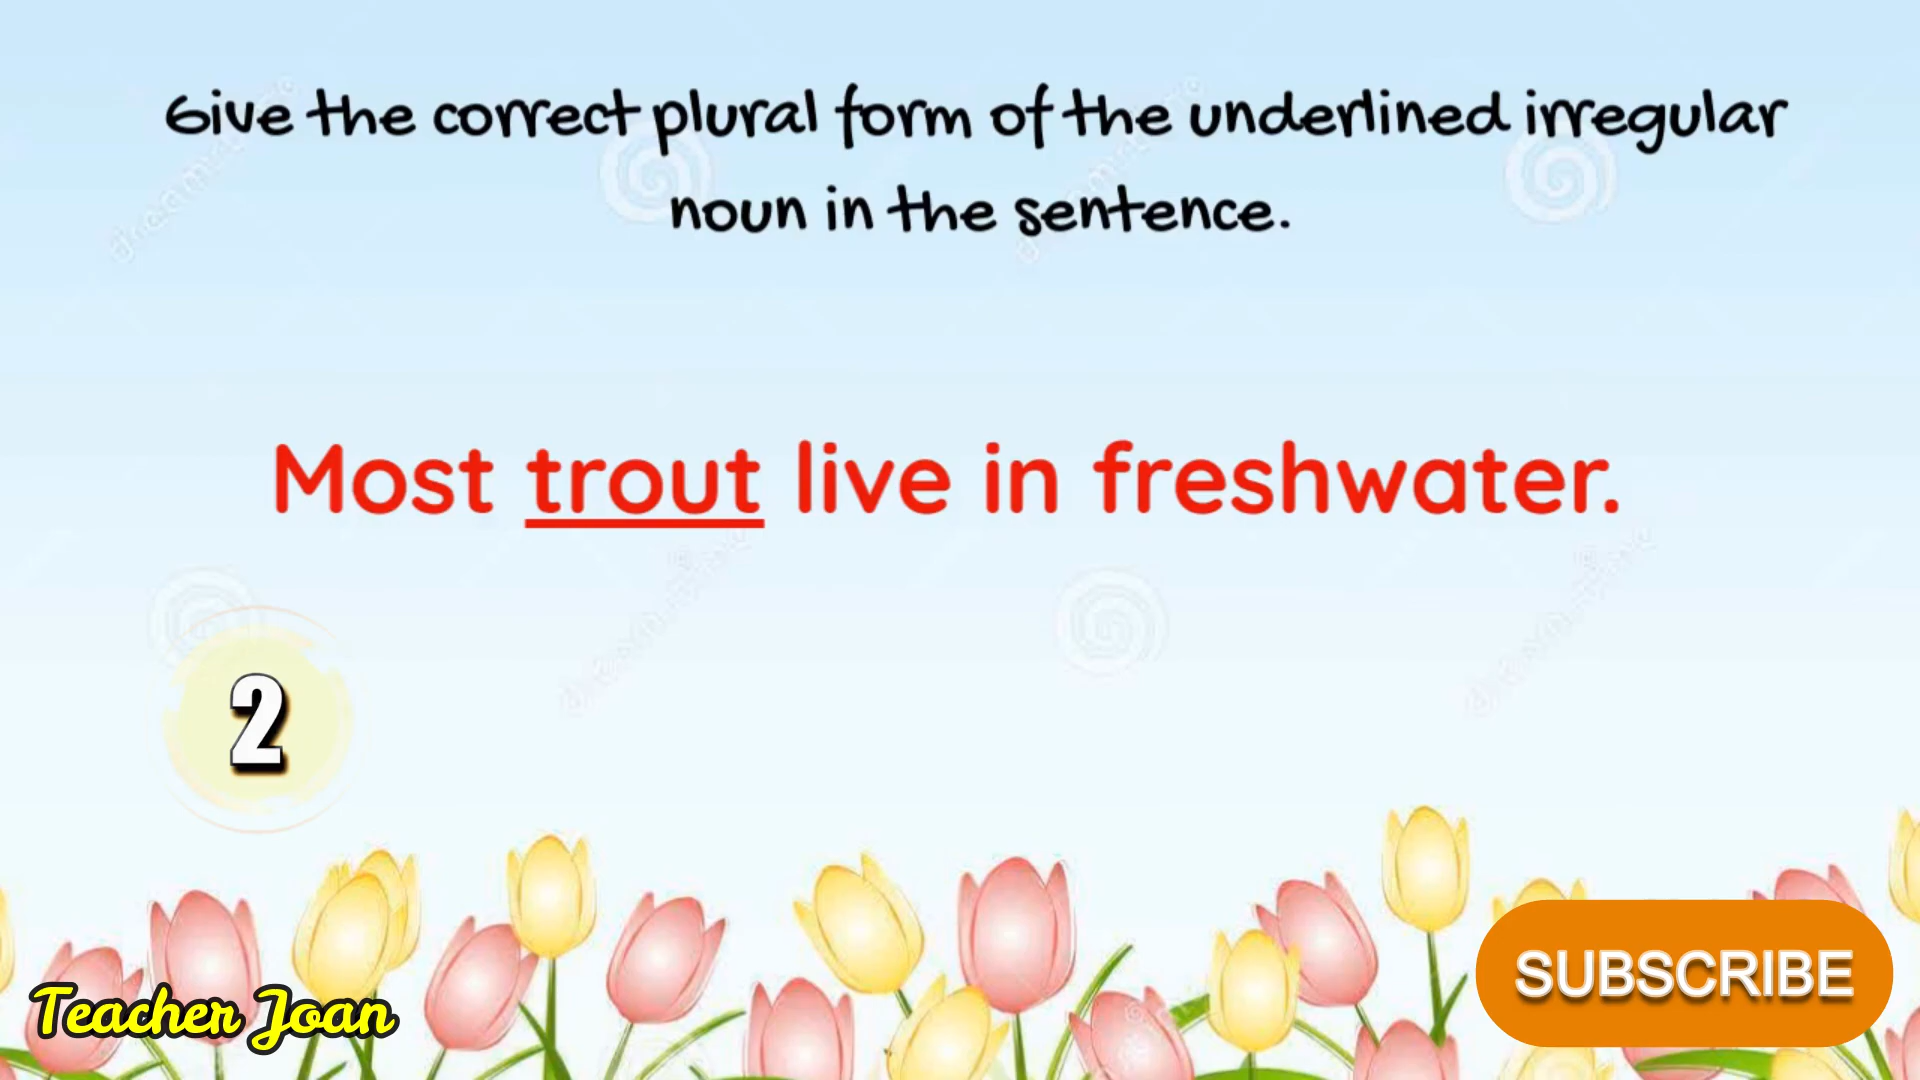 Give the correct plural form of the underlined irregular
noun in the sentence.
Most trout live in freshwater.
2
Teacher Joan
SUBSCRIBE